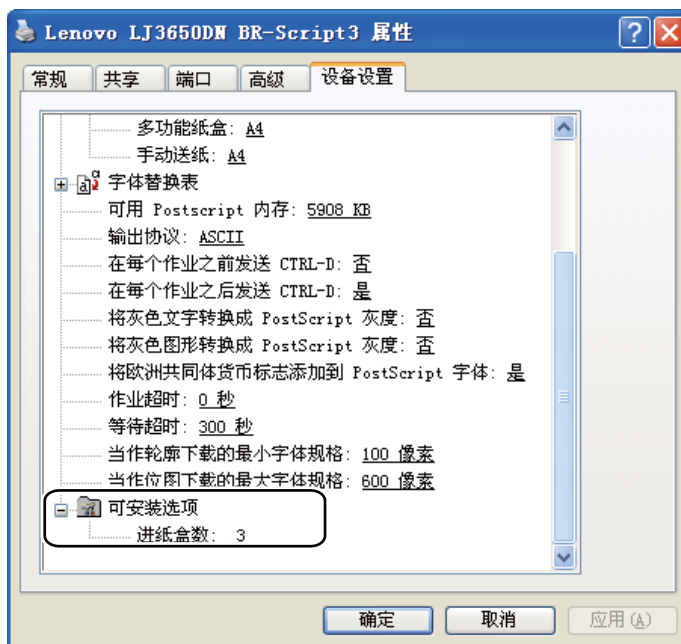 Lenovo LJ3650DN BR-Script3 属性
常规 共享 端口 高级 设备设置
多功能纸盒: A4
手动送纸: A4
字体替换表
可用 Postscript 内存: 5908 KB
输出协议: ASCII
在每个作业之前发送 CTRL-D: 否
在每个作业之后发送 CTRL-D: 是
将灰色文字转换成 PostScript 灰度: 否
将灰色图形转换成 PostScript 灰度: 否
将欧洲共同体货币标志添加到 PostScript 字体: 是
作业超时: 0 秒
等待超时: 300 秒
当作轮廓下载的最小字体规格: 100 像素
当作位图下载的最大字体规格: 600 像素
可安装选项
进纸盒数: 3
确定 取消 应用(A)